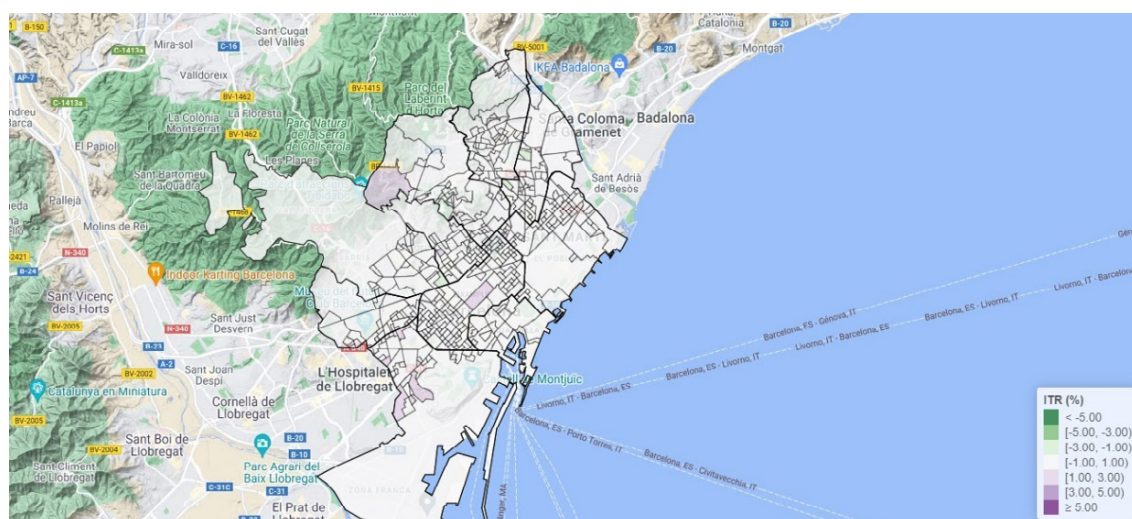 B-150
Sant Cugat
del Vallès
BV-5001
B-20
Catalonia
B-20
Montgat
C-1413a
Mira-sol
C-16
IKEA Badalona
B-20
AP-7
Valldoreix
BV-1462
BV-1415
Parc del
Laberint
d'Horta
C-1413a
La Colònia
Montserrat
La Floresta
BV-1462
Parc Natural
de la Serra
de Collserola
Coloma
Gramenet
Badalona
El Papiol
Les Planes
Sant Bartomeu
de la Quadra
Sant Adrià
de Besòs
Pallejà
Molins de Rei
N-340
B-24
-2421
Indoor Karting Barcelona
Sant Vicenç
dels Horts
BV-2005
N-340
Sant Just
Desvern
B-23
A-2
BV-2002
Sant Joan
Despí
L'Hospitalet
de Llobregat
Montjuïc
Catalunya en Miniatura
Cornellà de
Llobregat
BV-2005
Sant Boi de
Llobregat
BV-2004
B-20
B-10
Parc Agrari del
Baix Llobregat
C-31
C-31C
Sant Climent
de Llobregat
El Prat de
Llobregat
ZONA FRANCA
Barcelona, ES - Génova, IT
Barcelona, ES - Livorno, IT
Livorno, IT - Barcelona, ES
Livorno, IT - Barcelona, ES
Barcelona, ES - Livorno, IT
Livorno, IT - Barcelona, ES
Barcelona, ES - Porto Torres, IT
Barcelona, ES - Civitavecchia, IT
ITR (%)
< -5.00
[-5.00, -3.00)
[-3.00, -1.00)
[-1.00, 1.00)
[1.00, 3.00)
[3.00, 5.00)
≥ 5.00